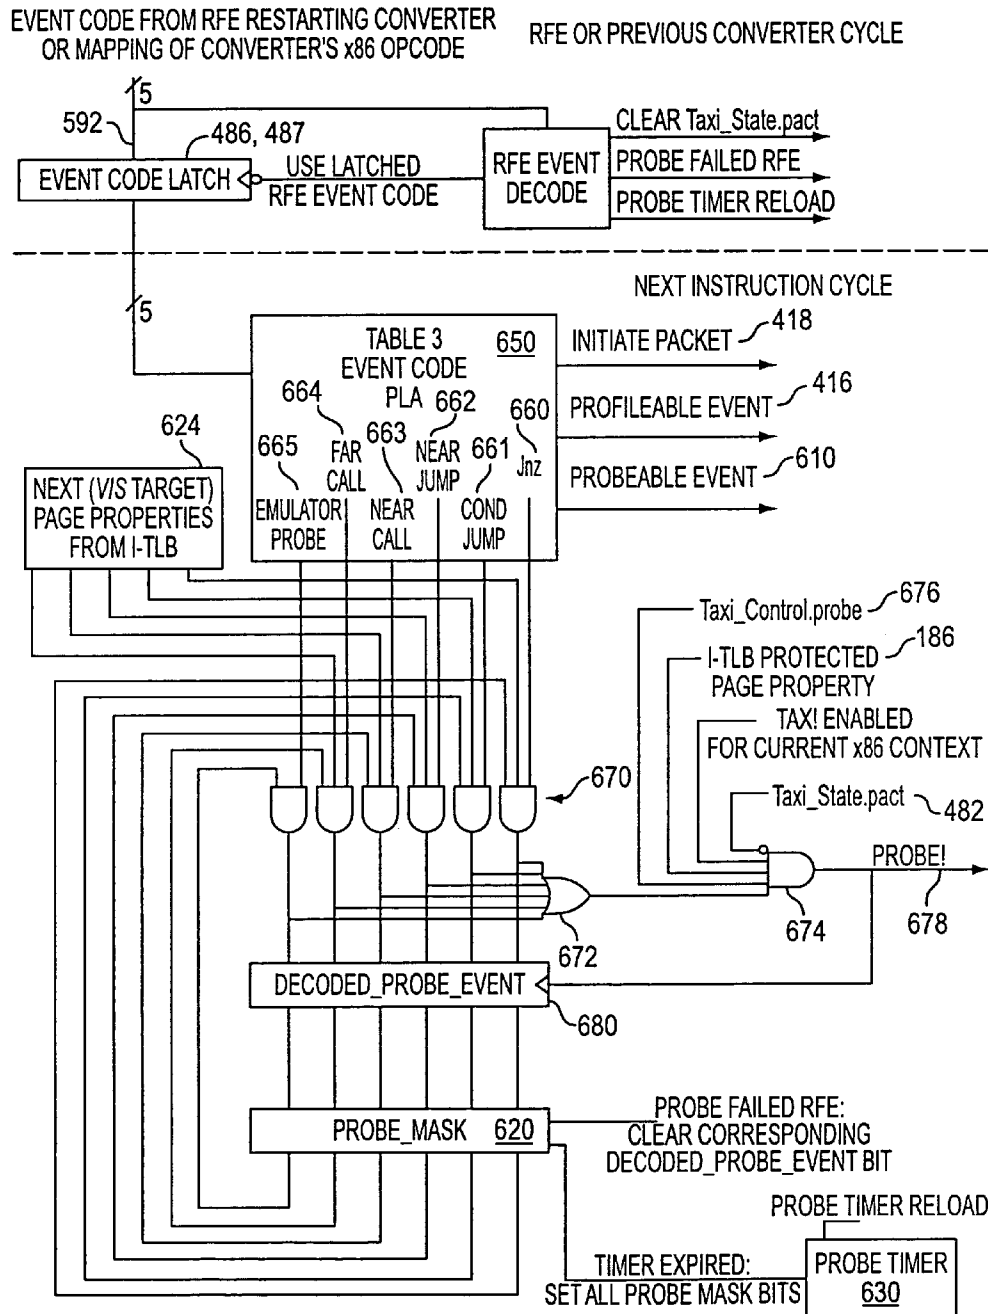 EVENT CODE FROM RFE RESTARTING CONVERTER
OR MAPPING OF CONVERTER'S x86 OPCODE
RFE OR PREVIOUS CONVERTER CYCLE
5
592
486, 487
EVENT CODE LATCH
USE LATCHED
RFE EVENT CODE
RFE EVENT
DECODE
CLEAR Taxi_State.pact
PROBE FAILED RFE
PROBE TIMER RELOAD
NEXT INSTRUCTION CYCLE
5
TABLE 3
EVENT CODE
PLA
650
INITIATE PACKET
418
PROFILEABLE EVENT
416
PROBEABLE EVENT
610
665
EMULATOR
PROBE
664
FAR
CALL
663
NEAR
CALL
662
NEAR
JUMP
661
COND
JUMP
660
Jnz
624
NEXT (V/S TARGET)
PAGE PROPERTIES
FROM I-TLB
Taxi_Control.probe
676
I-TLB PROTECTED
PAGE PROPERTY
186
TAX! ENABLED
FOR CURRENT x86 CONTEXT
Taxi_State.pact
482
670
672
674
PROBE!
678
DECODED_PROBE_EVENT
680
PROBE_MASK 620
PROBE FAILED RFE:
CLEAR CORRESPONDING
DECODED_PROBE_EVENT BIT
PROBE TIMER RELOAD
TIMER EXPIRED:
SET ALL PROBE MASK BITS
PROBE TIMER
630